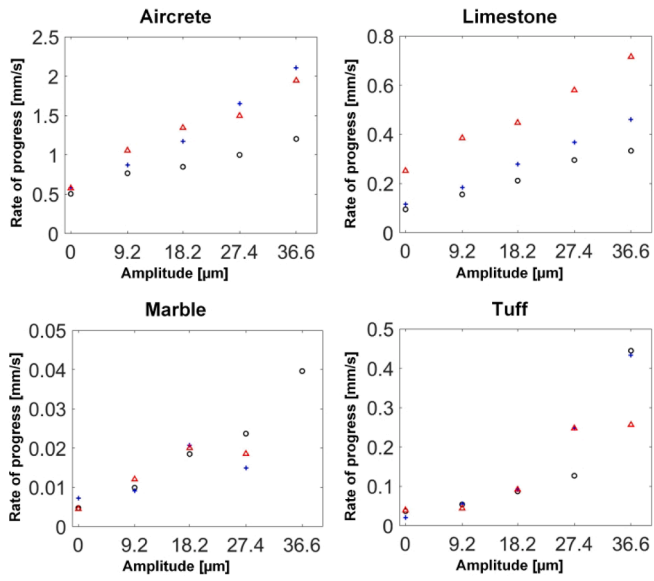 Aircrete
Rate of progress [mm/s]
2.5
2
1.5
1
0.5
0
0 9.2 18.2 27.4 36.6
Amplitude [µm]
Limestone
Rate of progress [mm/s]
0.8
0.6
0.4
0.2
0
0 9.2 18.2 27.4 36.6
Amplitude [µm]
Marble
Rate of progress [mm/s]
0.05
0.04
0.03
0.02
0.01
0
0 9.2 18.2 27.4 36.6
Amplitude [µm]
Tuff
Rate of progress [mm/s]
0.5
0.4
0.3
0.2
0.1
0
0 9.2 18.2 27.4 36.6
Amplitude [µm]